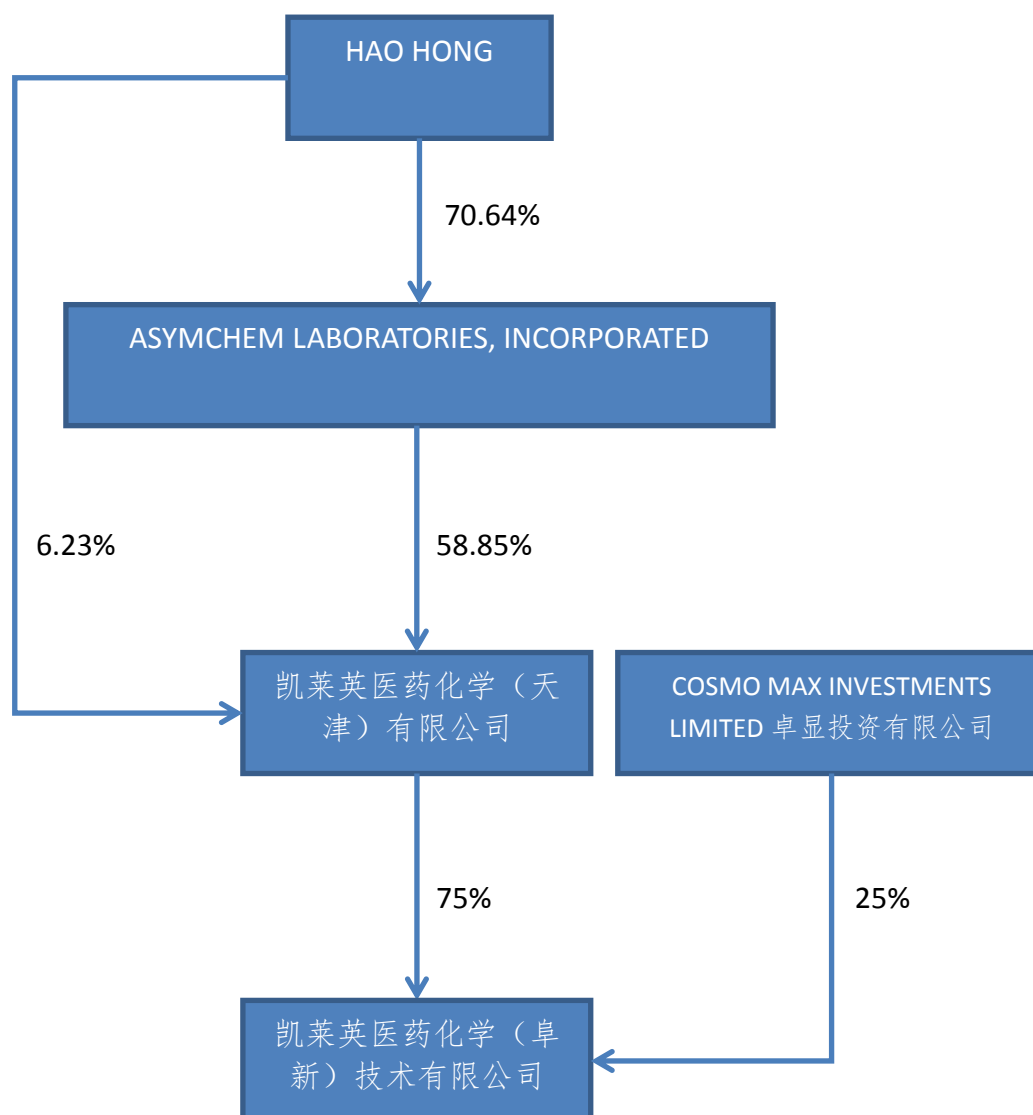 HAO HONG
70.64%
ASYMCHEM LABORATORIES, INCORPORATED
6.23%
58.85%
凯莱英医药化学（天
津）有限公司
COSMO MAX INVESTMENTS
LIMITED 卓显投资有限公司
75%
25%
凯莱英医药化学（阜
新）技术有限公司